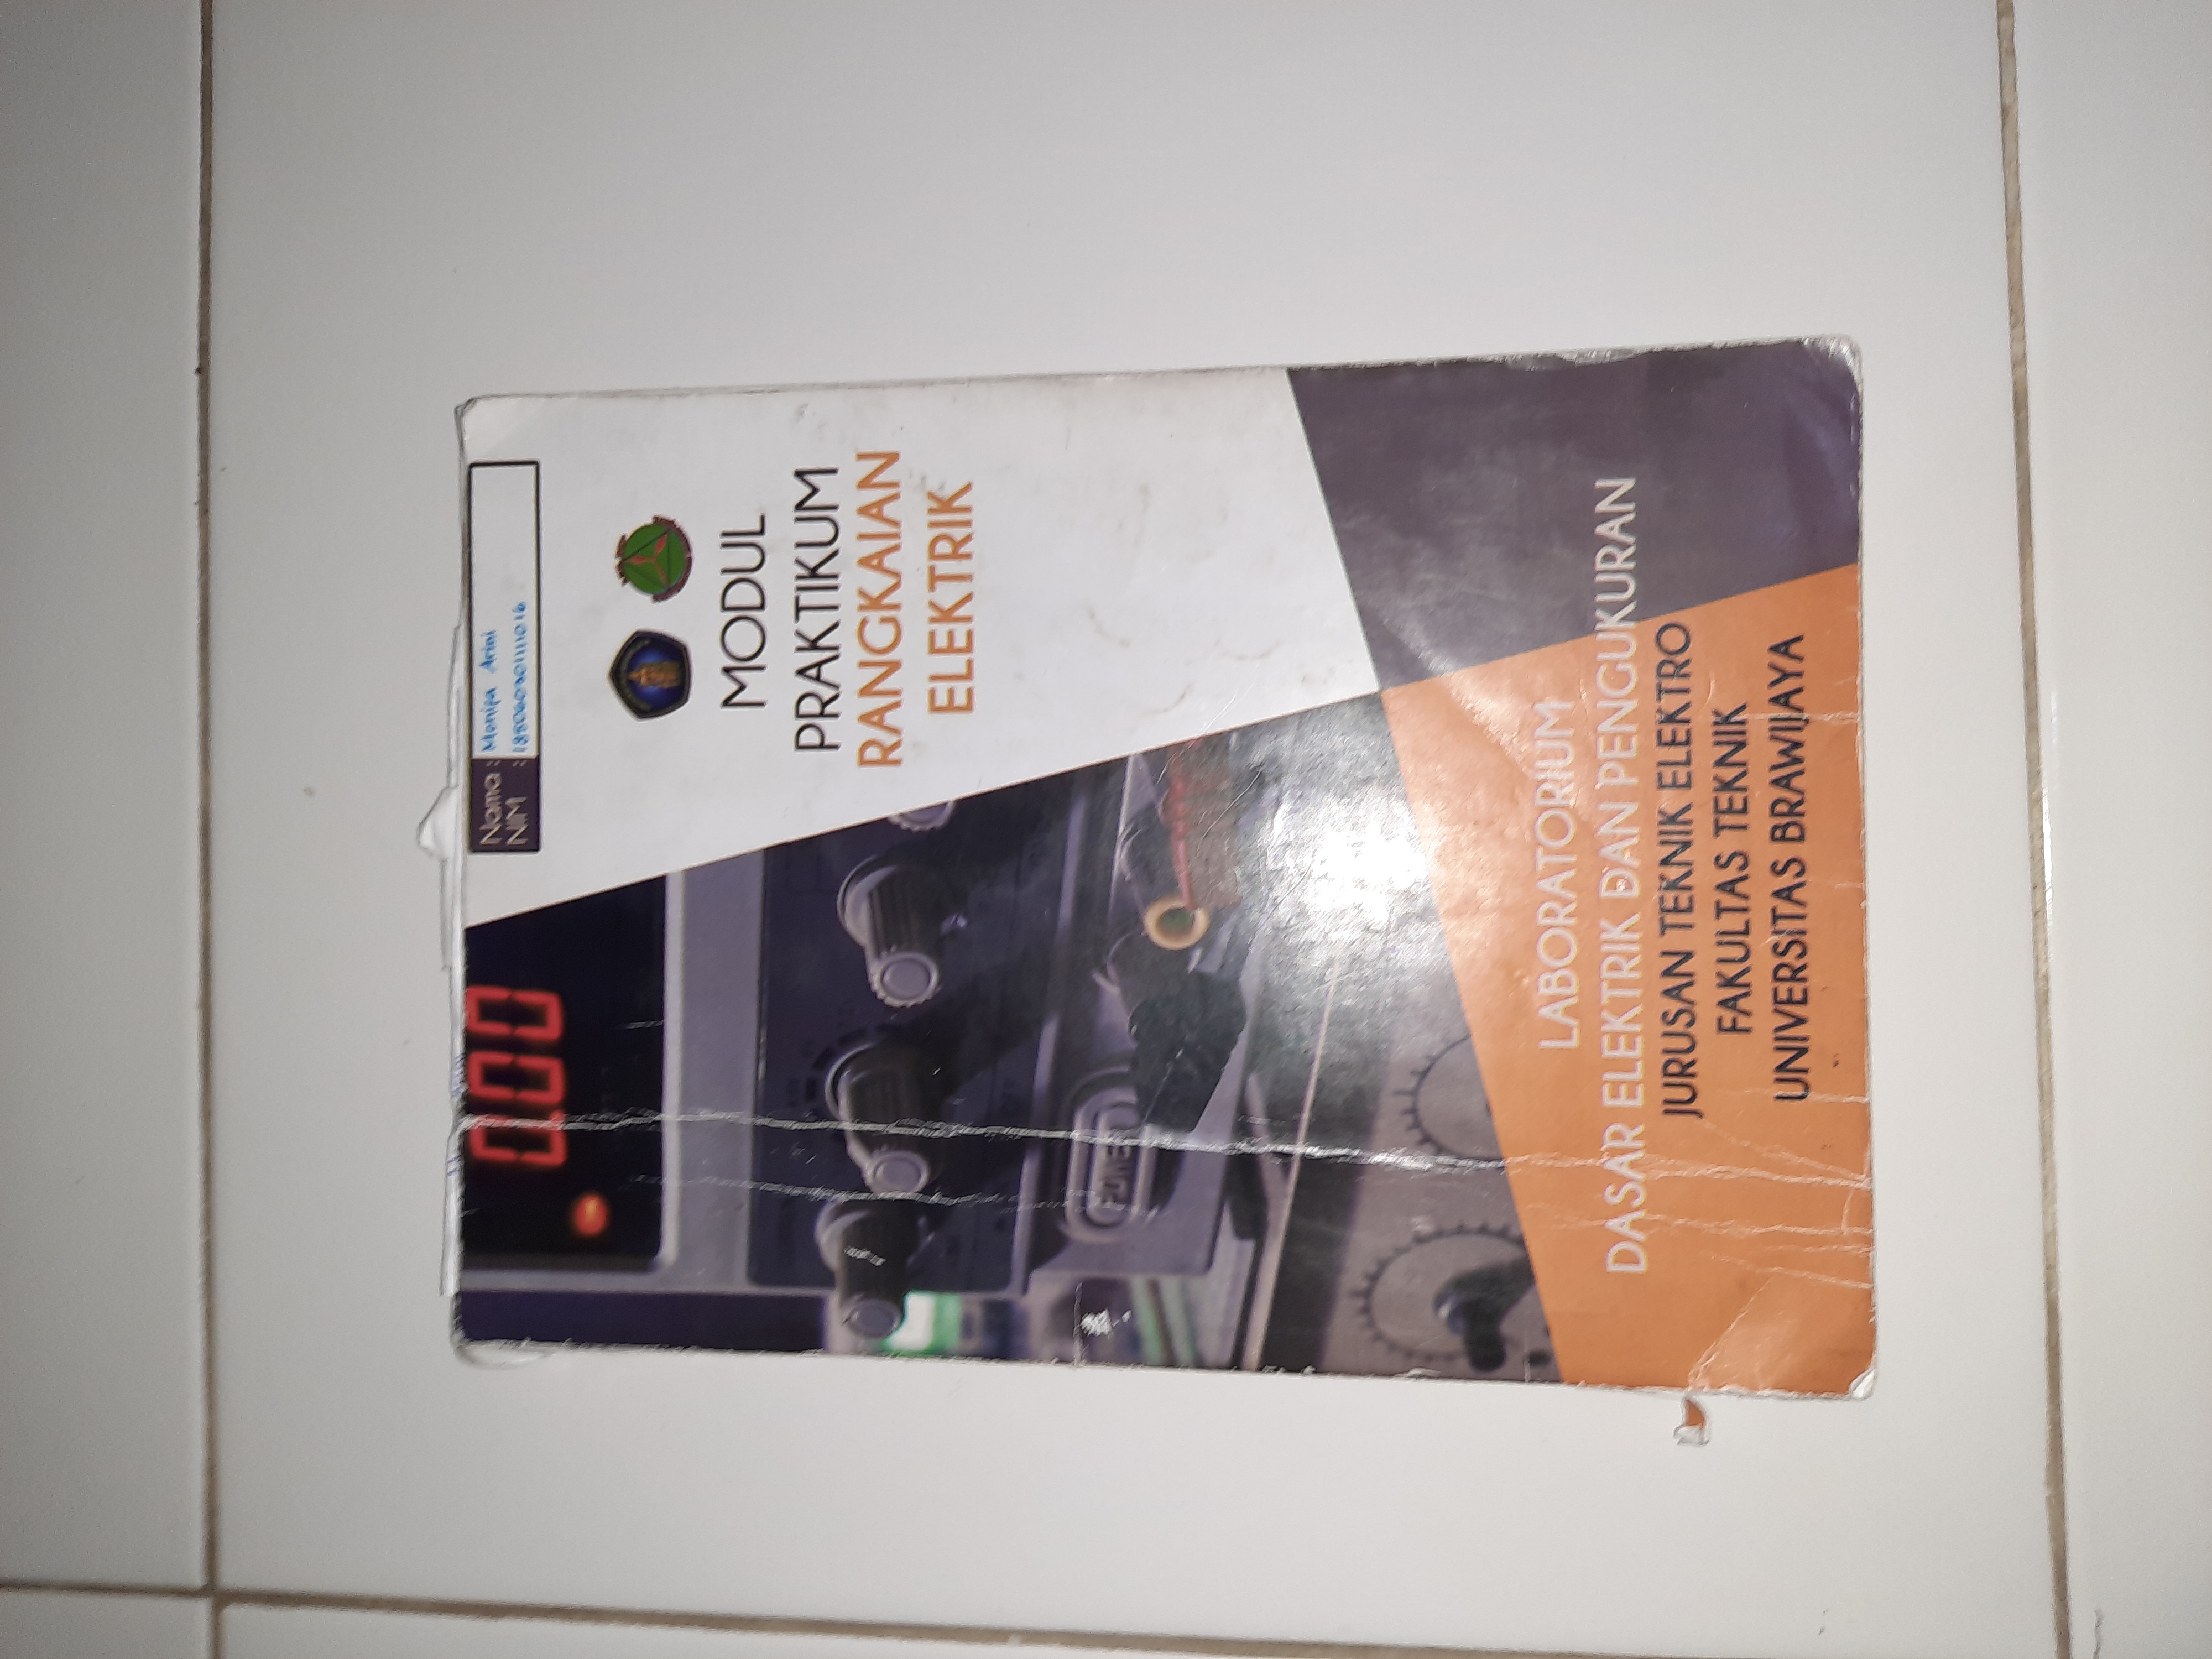 0.00
Nama : Monifa Arini
NIM : 185060301111016
MODUL
PRAKTIKUM
RANGKAIAN
ELEKTRIK
POWER
LABORATORIUM
DASAR ELEKTRIK DAN PENGUKURAN
JURUSAN TEKNIK ELEKTRO
FAKULTAS TEKNIK
UNIVERSITAS BRAWIJAYA